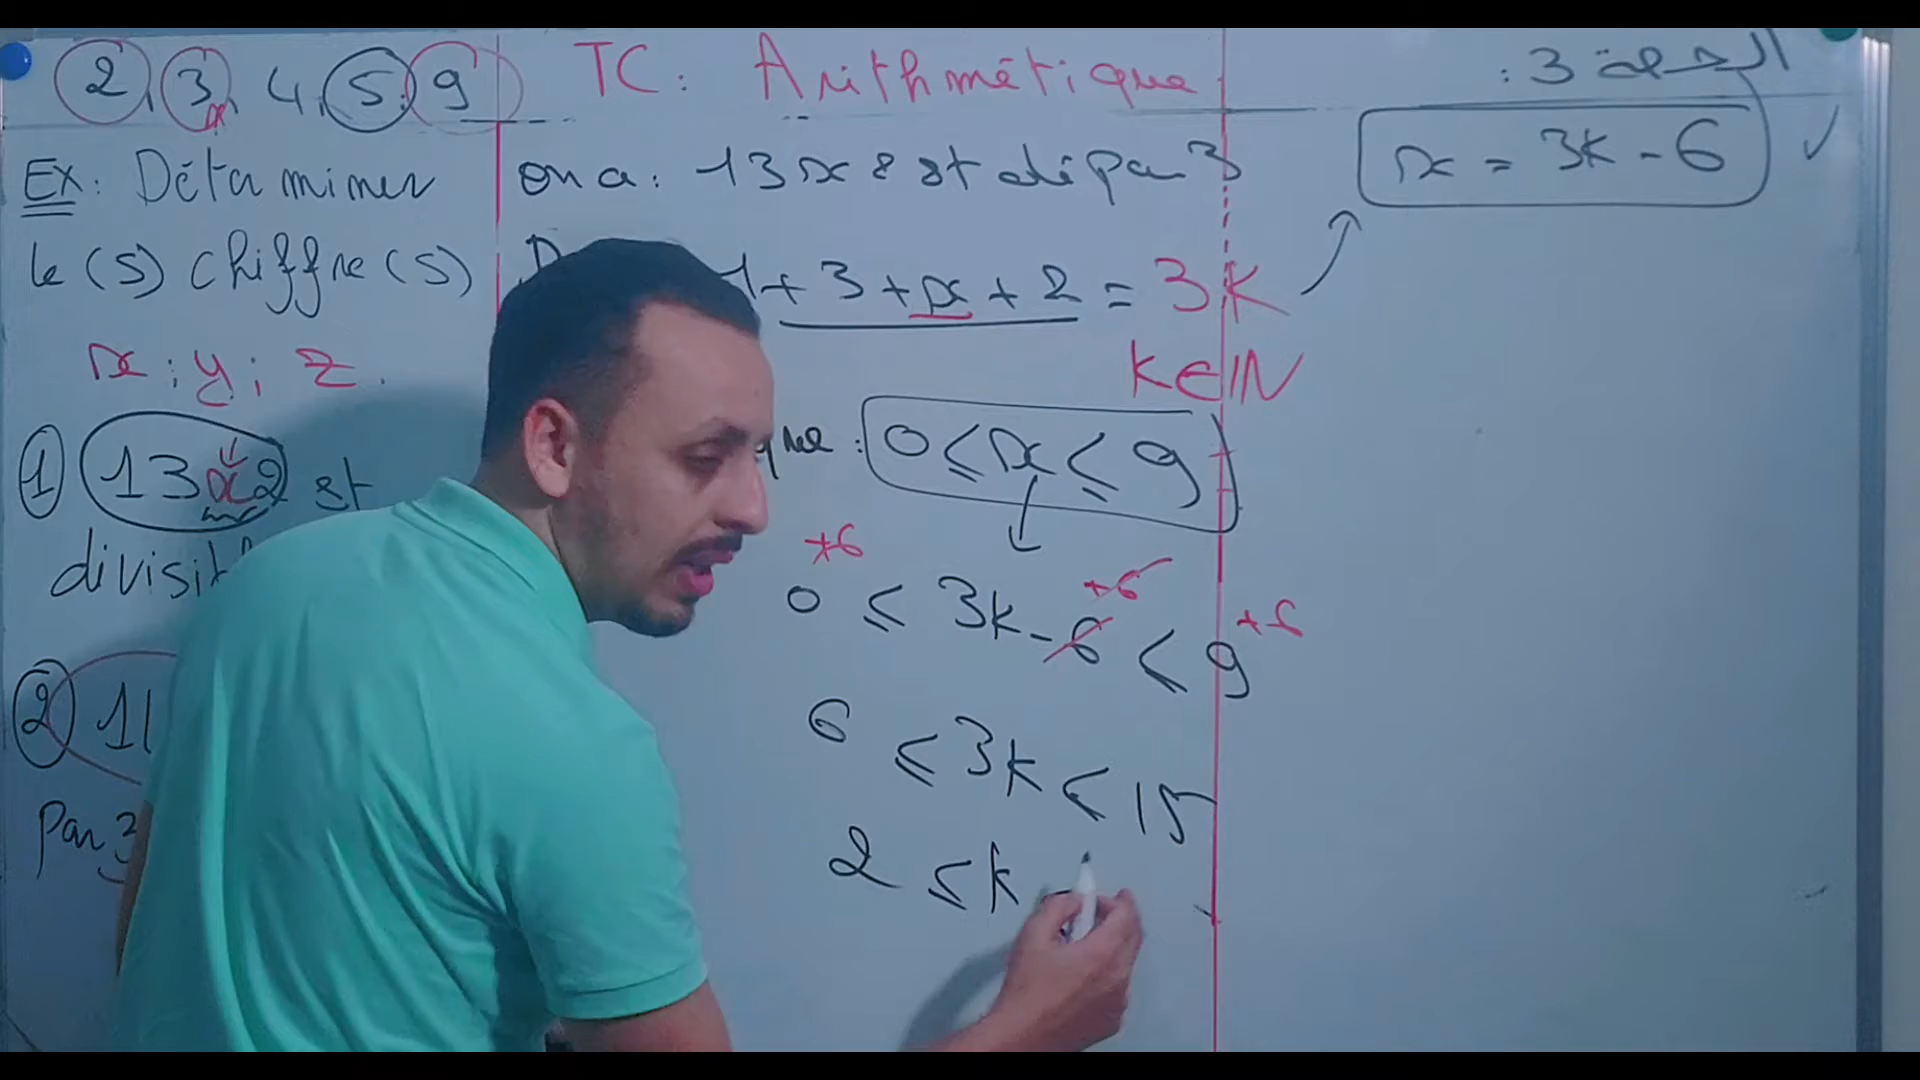 2, 3, 4, 5, 9
TC: Arithmétique
الحصة 3:
Ex: Déterminer
le(s) chiffre(s)
x; y; z.
① 13x2 est
② 11
par 3
on a: 13x2 est di par 3
1+3+x+2 = 3K
K∈IN
que: 0≤x≤9
+6 +6 +6
0 ≤ 3k-6 ≤ 9
6 ≤ 3k ≤ 15
2 ≤ k
x = 3k - 6 ✓